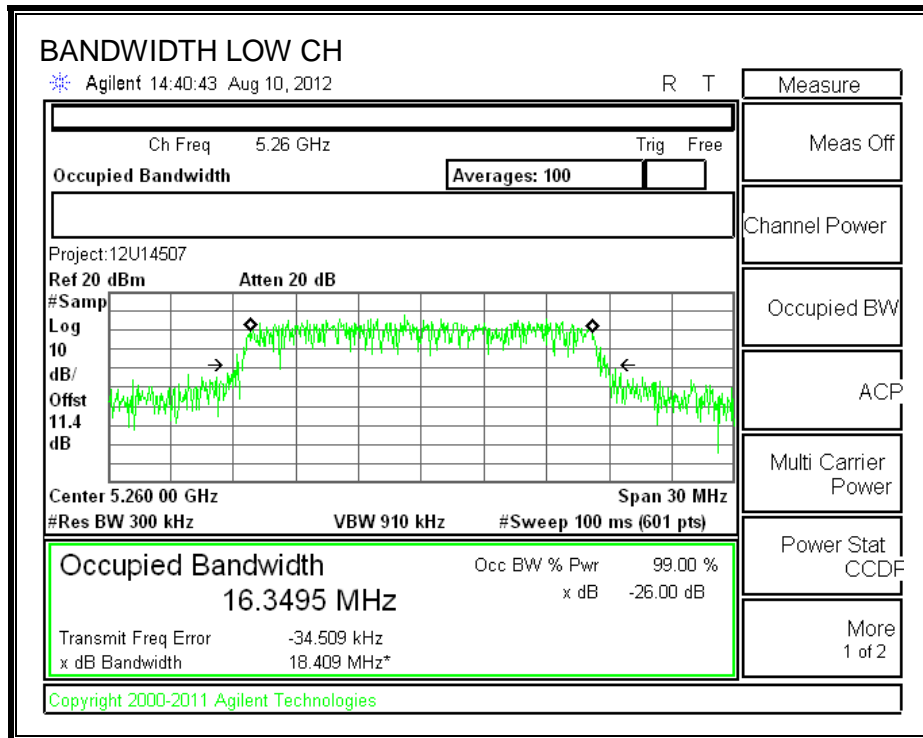 BANDWIDTH LOW CH
Agilent 14:40:43 Aug 10, 2012 R T
Measure
Ch Freq 5.26 GHz Trig Free
Meas Off
Occupied Bandwidth Averages: 100
Channel Power
Project:12U14507
Ref 20 dBm Atten 20 dB
#Samp
Log
10
dB/
Offst
11.4
dB
Occupied BW
ACP
Multi Carrier
Power
Center 5.260 00 GHz Span 30 MHz
#Res BW 300 kHz VBW 910 kHz #Sweep 100 ms (601 pts)
Power Stat
CCDF
Occupied Bandwidth Occ BW % Pwr 99.00 %
16.3495 MHz x dB -26.00 dB
Transmit Freq Error -34.509 kHz
x dB Bandwidth 18.409 MHz*
More
1 of 2
Copyright 2000-2011 Agilent Technologies